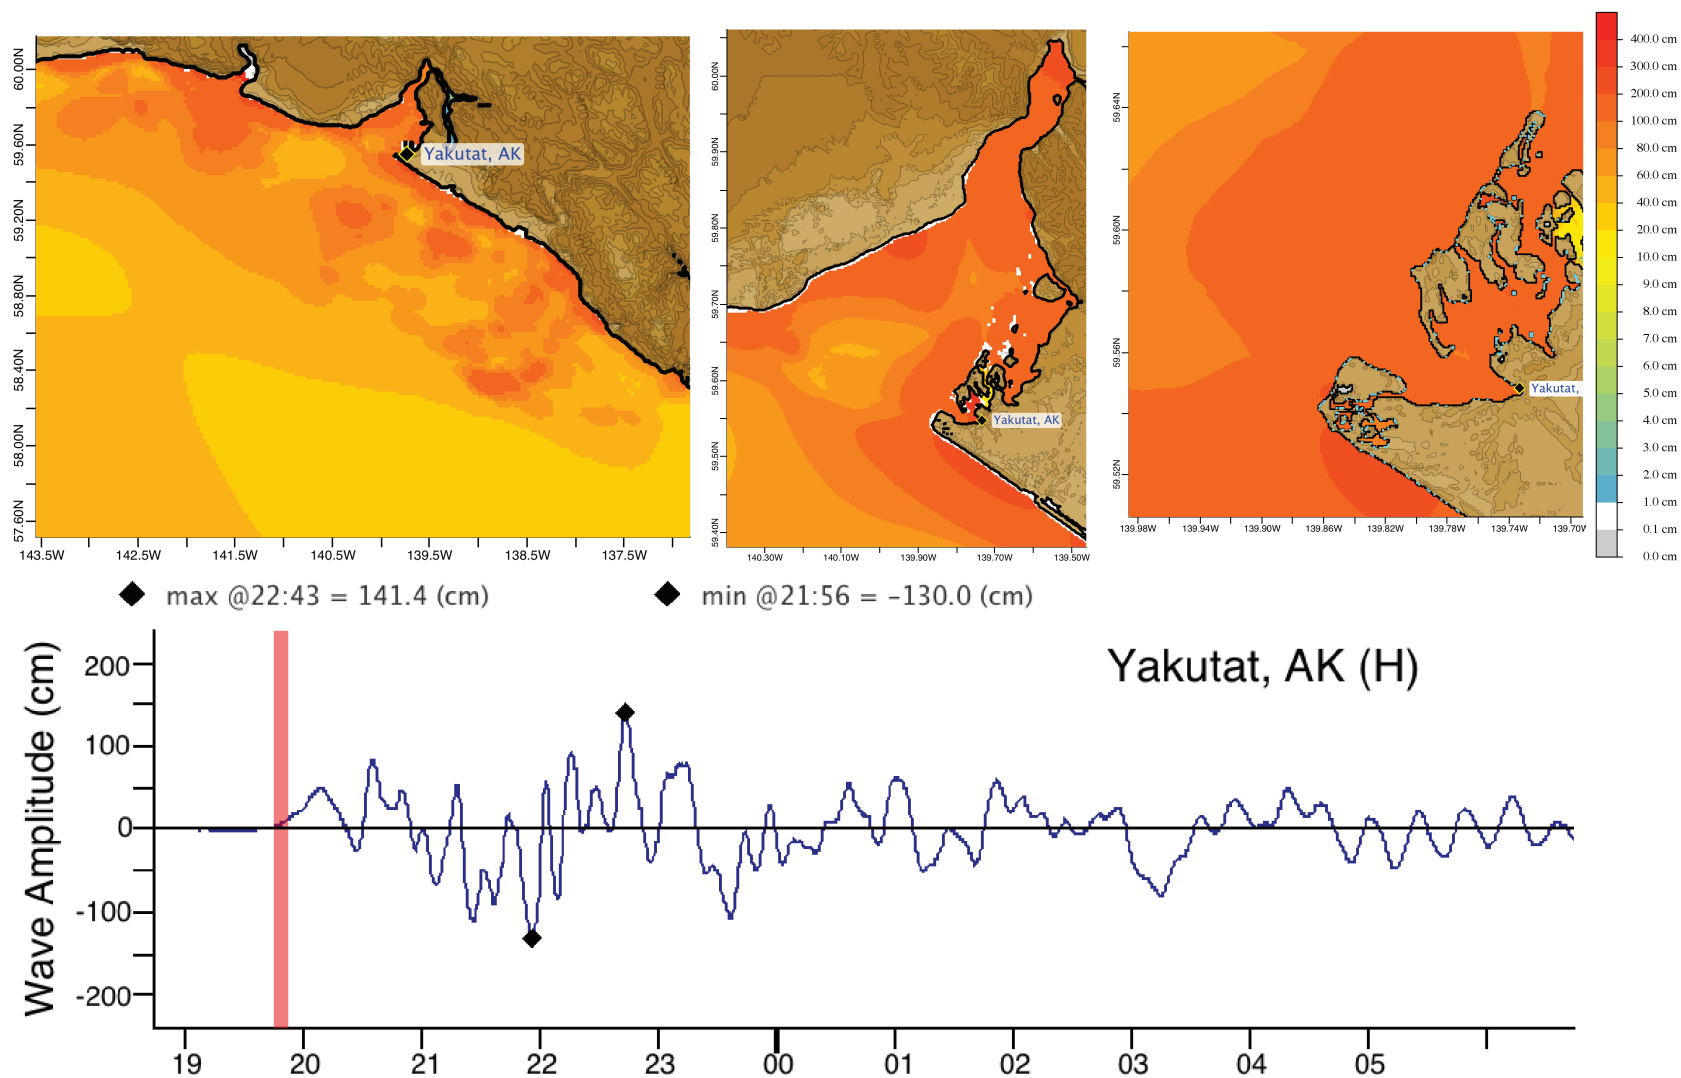 60.00N
59.60N
59.20N
58.80N
58.40N
58.00N
57.60N
143.5W 142.5W 141.5W 140.5W 139.5W 138.5W 137.5W
Yakutat, AK
60.00N
59.90N
59.80N
59.70N
59.60N
59.50N
59.40N
140.30W 140.10W 139.90W 139.70W 139.50W
Yakutat, AK
59.64N
59.60N
59.56N
59.52N
139.98W 139.94W 139.90W 139.86W 139.82W 139.78W 139.74W 139.70W
Yakutat,
400.0 cm
300.0 cm
200.0 cm
100.0 cm
80.0 cm
60.0 cm
40.0 cm
20.0 cm
10.0 cm
9.0 cm
8.0 cm
7.0 cm
6.0 cm
5.0 cm
4.0 cm
3.0 cm
2.0 cm
1.0 cm
0.1 cm
0.0 cm
max @22:43 = 141.4 (cm)
min @21:56 = -130.0 (cm)
Yakutat, AK (H)
Wave Amplitude (cm)
200
100
0
-100
-200
19 20 21 22 23 00 01 02 03 04 05